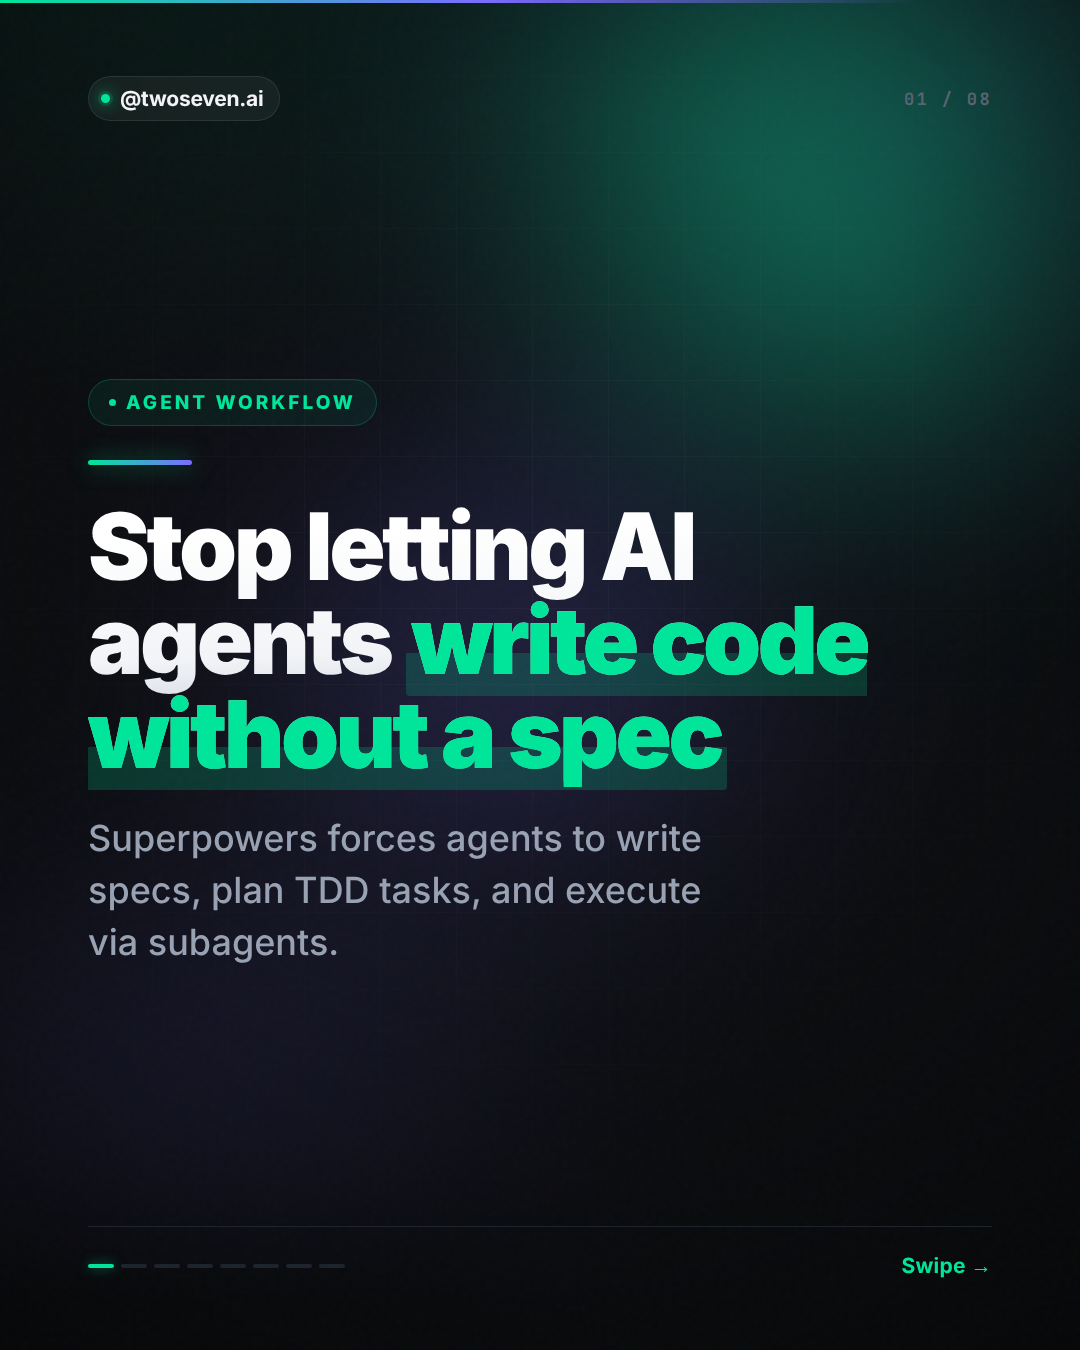 @twoseven.ai
01 / 08
AGENT WORKFLOW
Stop letting AI
agents write code
without a spec
Superpowers forces agents to write
specs, plan TDD tasks, and execute
via subagents.
Swipe →